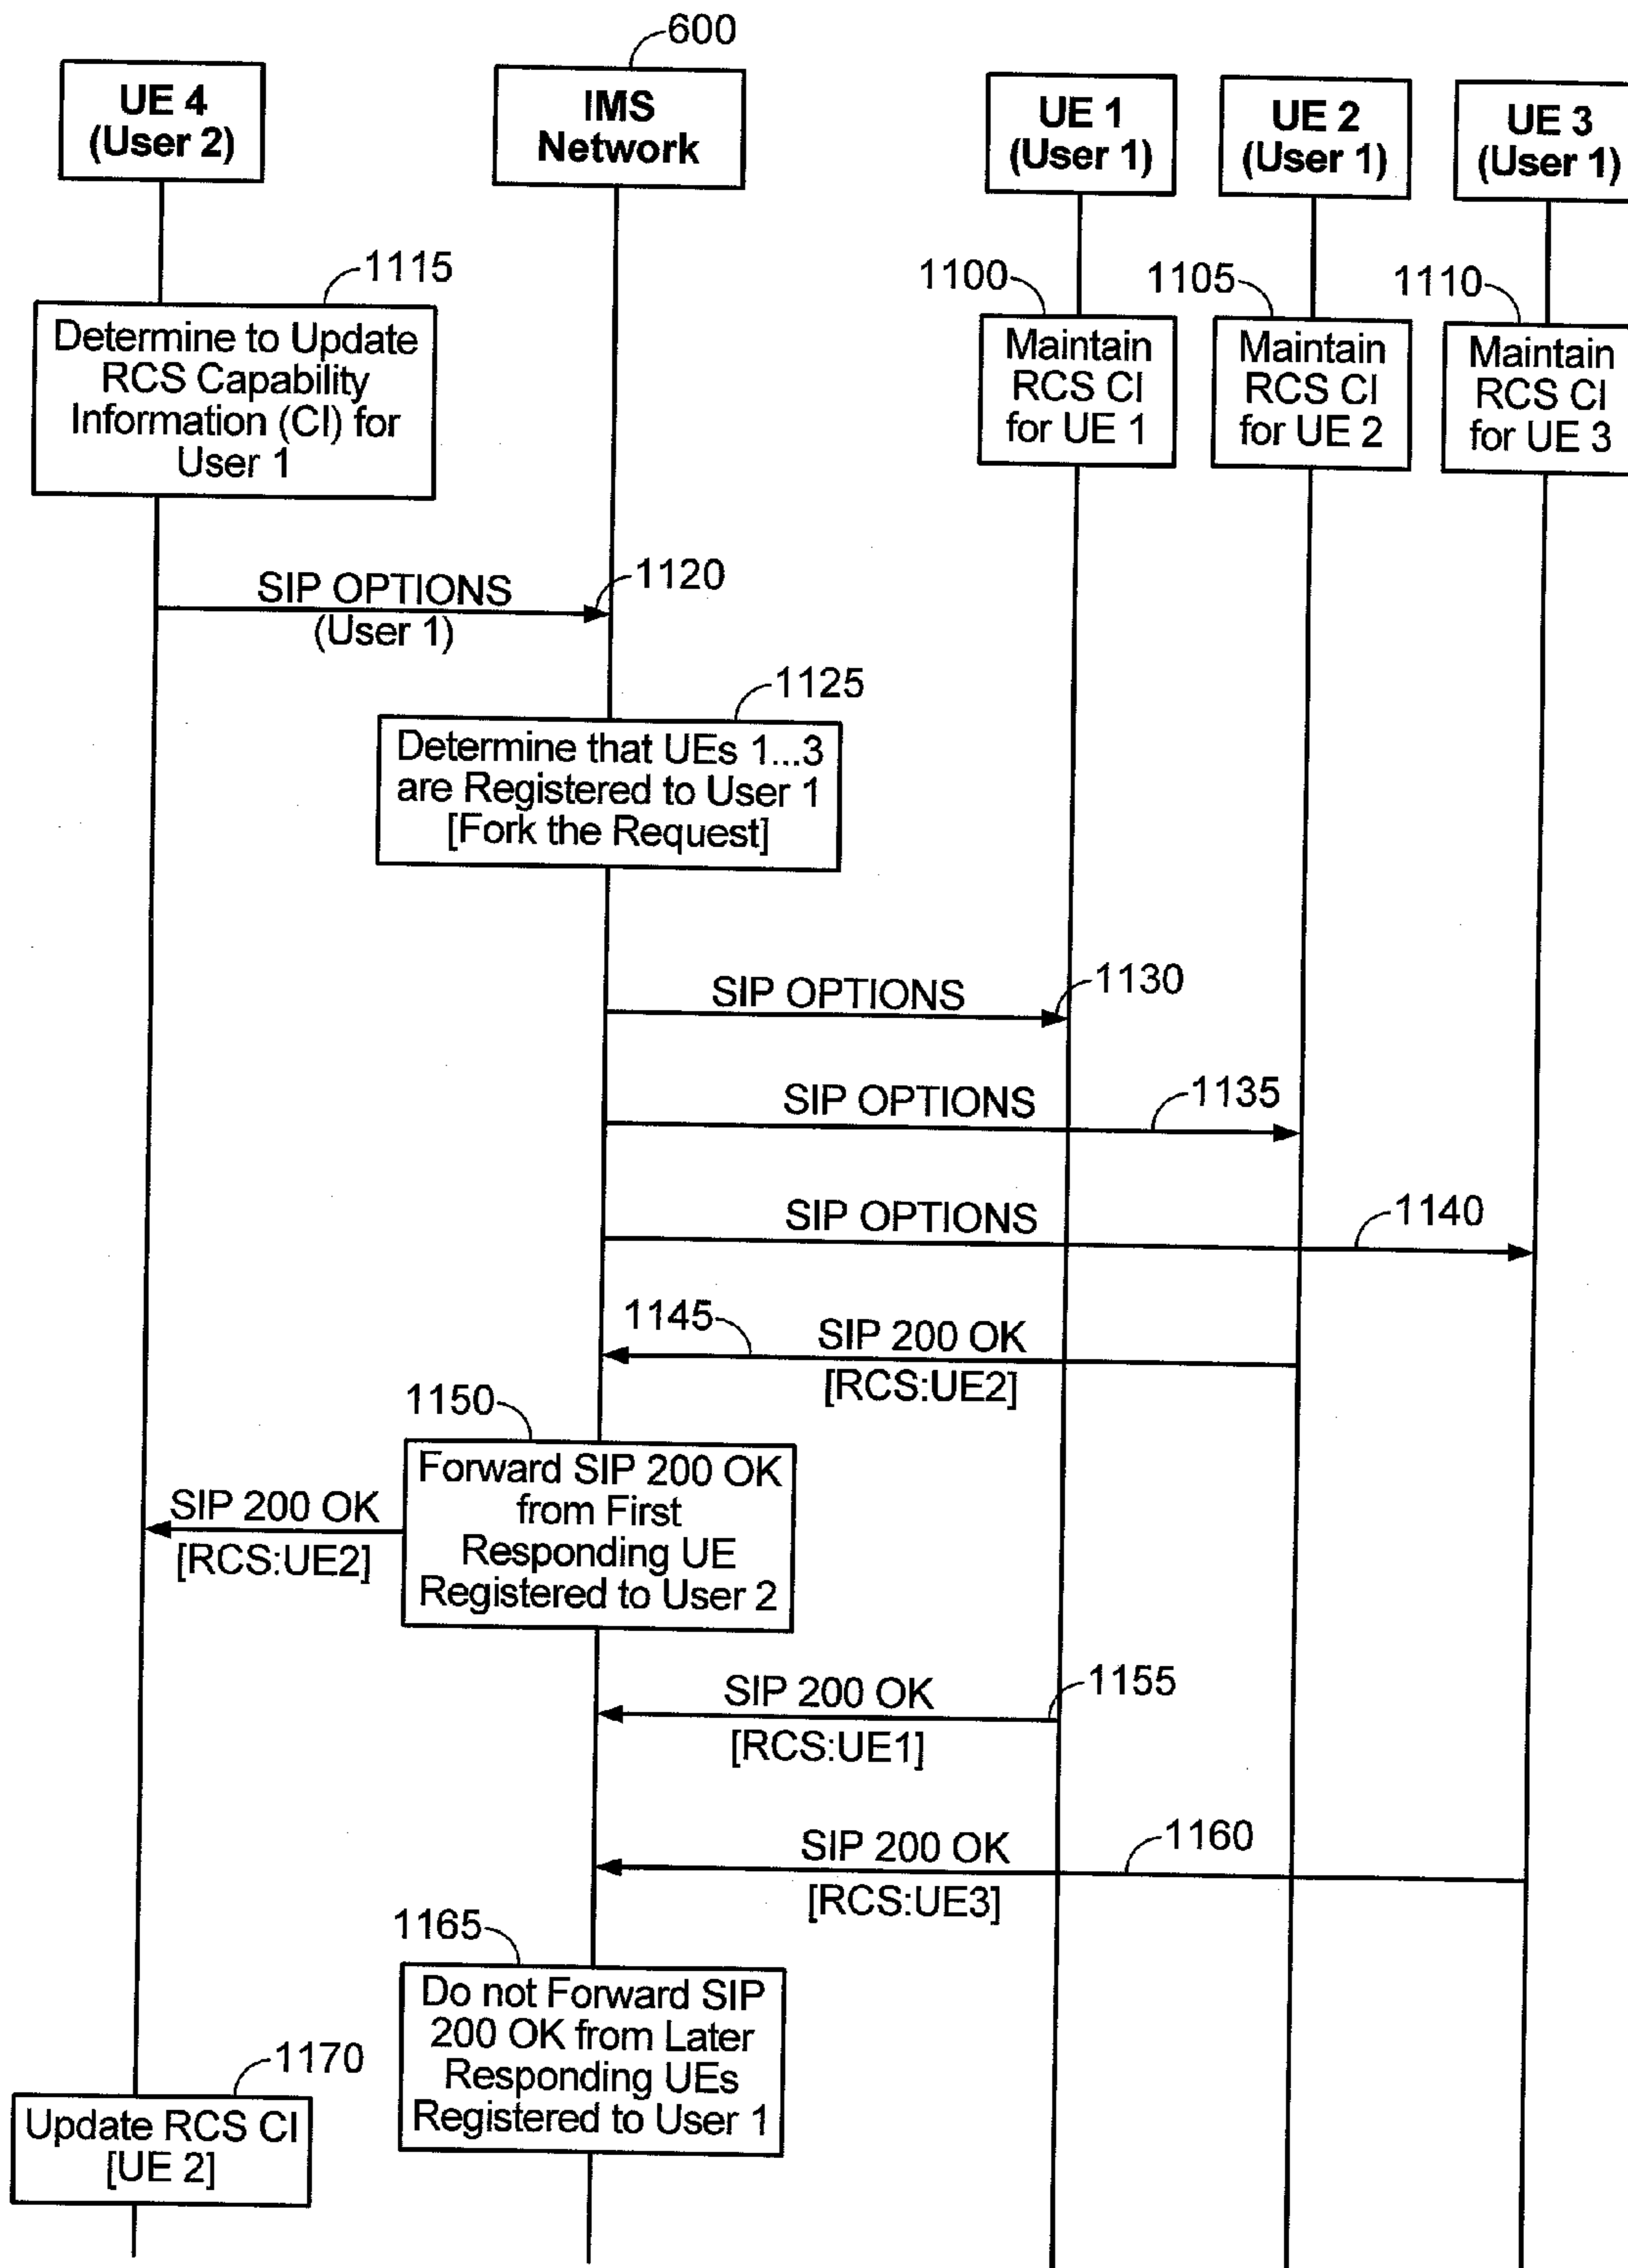 600
UE 4
(User 2)
IMS
Network
UE 1
(User 1)
UE 2
(User 1)
UE 3
(User 1)
1115
1100
1105
1110
Determine to Update
RCS Capability
Information (CI) for
User 1
Maintain
RCS CI
for UE 1
Maintain
RCS CI
for UE 2
Maintain
RCS CI
for UE 3
SIP OPTIONS
(User 1)
1120
1125
Determine that UEs 1...3
are Registered to User 1
[Fork the Request]
SIP OPTIONS
1130
SIP OPTIONS
1135
SIP OPTIONS
1140
1145
SIP 200 OK
[RCS:UE2]
1150
Forward SIP 200 OK
from First
Responding UE
Registered to User 2
SIP 200 OK
[RCS:UE2]
SIP 200 OK
[RCS:UE1]
1155
SIP 200 OK
[RCS:UE3]
1160
1165
Do not Forward SIP
200 OK from Later
Responding UEs
Registered to User 1
1170
Update RCS CI
[UE 2]